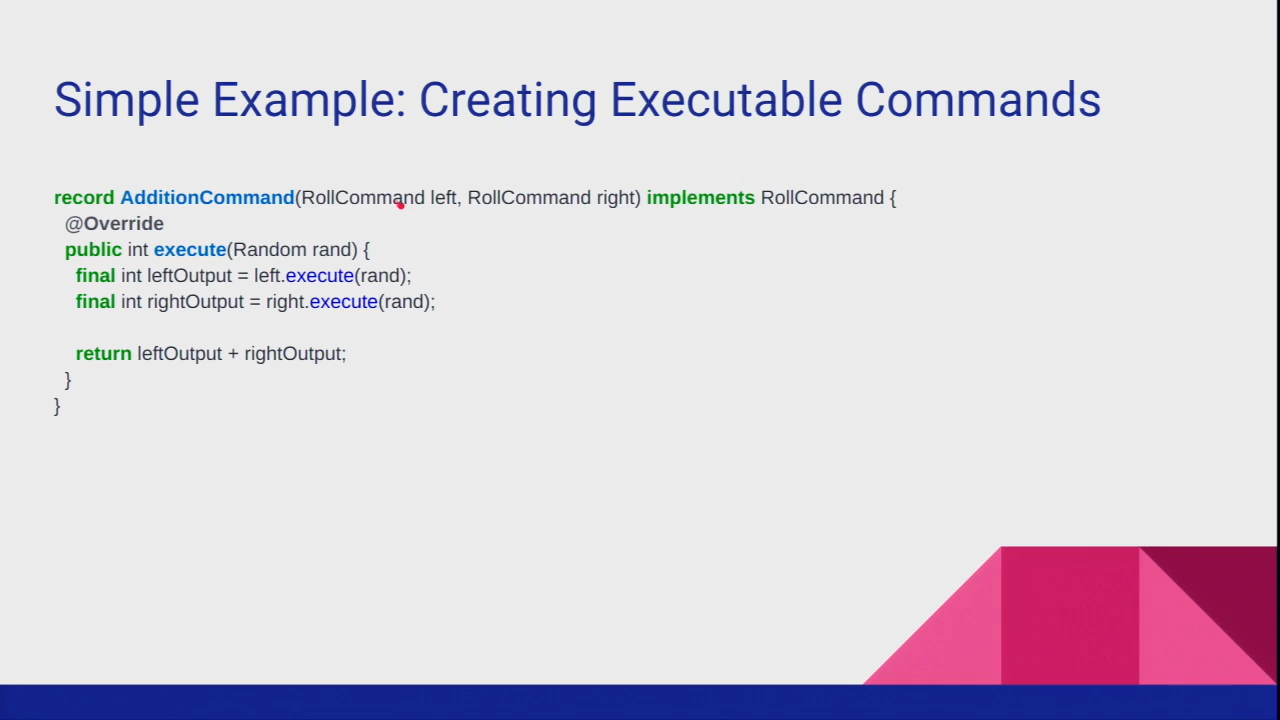 Simple Example: Creating Executable Commands
record AdditionCommand(RollCommand left, RollCommand right) implements RollCommand {
@Override
public int execute(Random rand) {
final int leftOutput = left.execute(rand);
final int rightOutput = right.execute(rand);
return leftOutput + rightOutput;
}
}